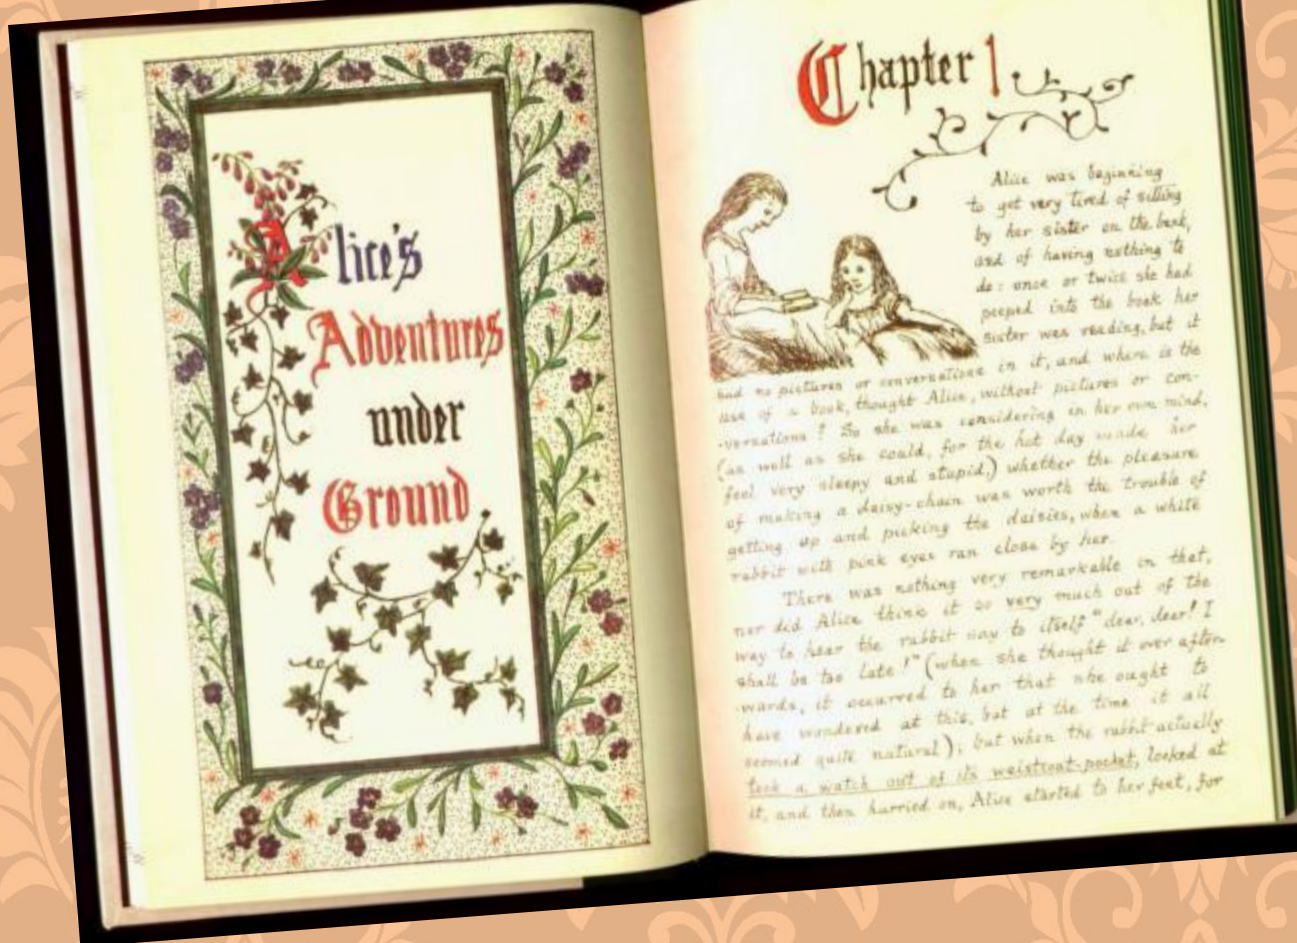 Alice's
Adventures
under
Ground
Chapter 1
Alice was beginning
to get very tired of sitting
by her sister on the bank,
and of having nothing to
do: once or twice she had
peeped into the book her
sister was reading, but it
had no pictures or conversations in it, and where is the
use of a book, thought Alice, without pictures or con-
-versations? So she was considering in her own mind,
(as well as she could, for the hot day made her
feel very sleepy and stupid,) whether the pleasure
of making a daisy-chain was worth the trouble of
getting up and picking the daisies, when a white
rabbit with pink eyes ran close by her.
There was nothing very remarkable in that,
nor did Alice think it so very much out of the
way to hear the rabbit say to itself "dear, dear! I
shall be too late!" (when she thought it over after-
-wards, it occurred to her that she ought to
have wondered at this, but at the time it all
seemed quite natural); but when the rabbit actually
took a watch out of its waistcoat-pocket, looked at
it, and then hurried on, Alice started to her feet, for